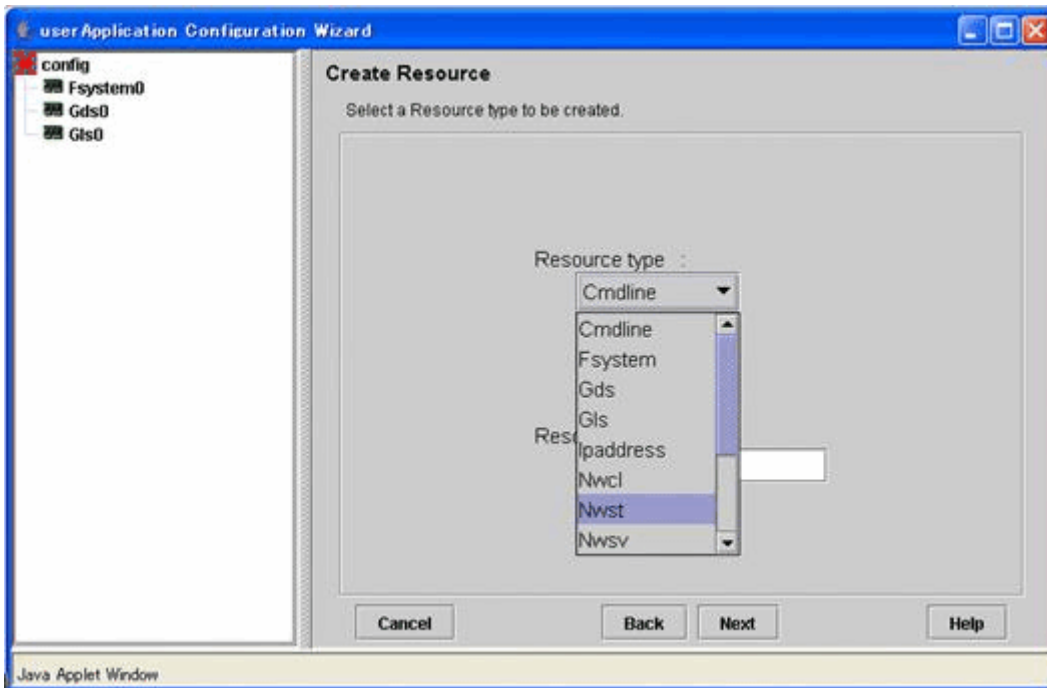 userApplication Configuration Wizard
config
Fsystem0
Gds0
Gls0
Create Resource
Select a Resource type to be created.
Resource type :
Cmdline
Cmdline
Fsystem
Gds
Gls
Ipaddress
Nwcl
Nwst
Nwsv
Cancel
Back
Next
Help
Java Applet Window